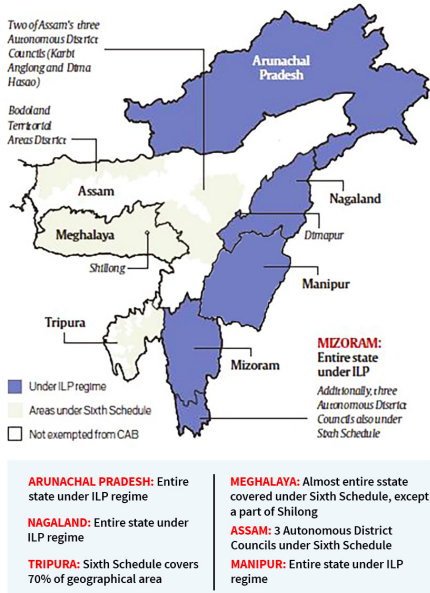 Two of Assam's three
Autonomous District
Councils (Karbi
Anglong and Dima
Hasao)
Arunachal
Pradesh
Bodoland
Territorial
Areas District
Assam
Nagaland
Meghalaya
Dimapur
Shillong
Manipur
Tripura
Mizoram
MIZORAM:
Entire state
under ILP
Additionally, three
Autonomous District
Councils also under
Sixth Schedule
Under ILP regime
Areas under Sixth Schedule
Not exempted from CAB
ARUNACHAL PRADESH: Entire
state under ILP regime
NAGALAND: Entire state under
ILP regime
TRIPURA: Sixth Schedule covers
70% of geographical area
MEGHALAYA: Almost entire sstate
covered under Sixth Schedule, except
a part of Shilong
ASSAM: 3 Autonomous District
Councils under Sixth Schedule
MANIPUR: Entire state under ILP
regime